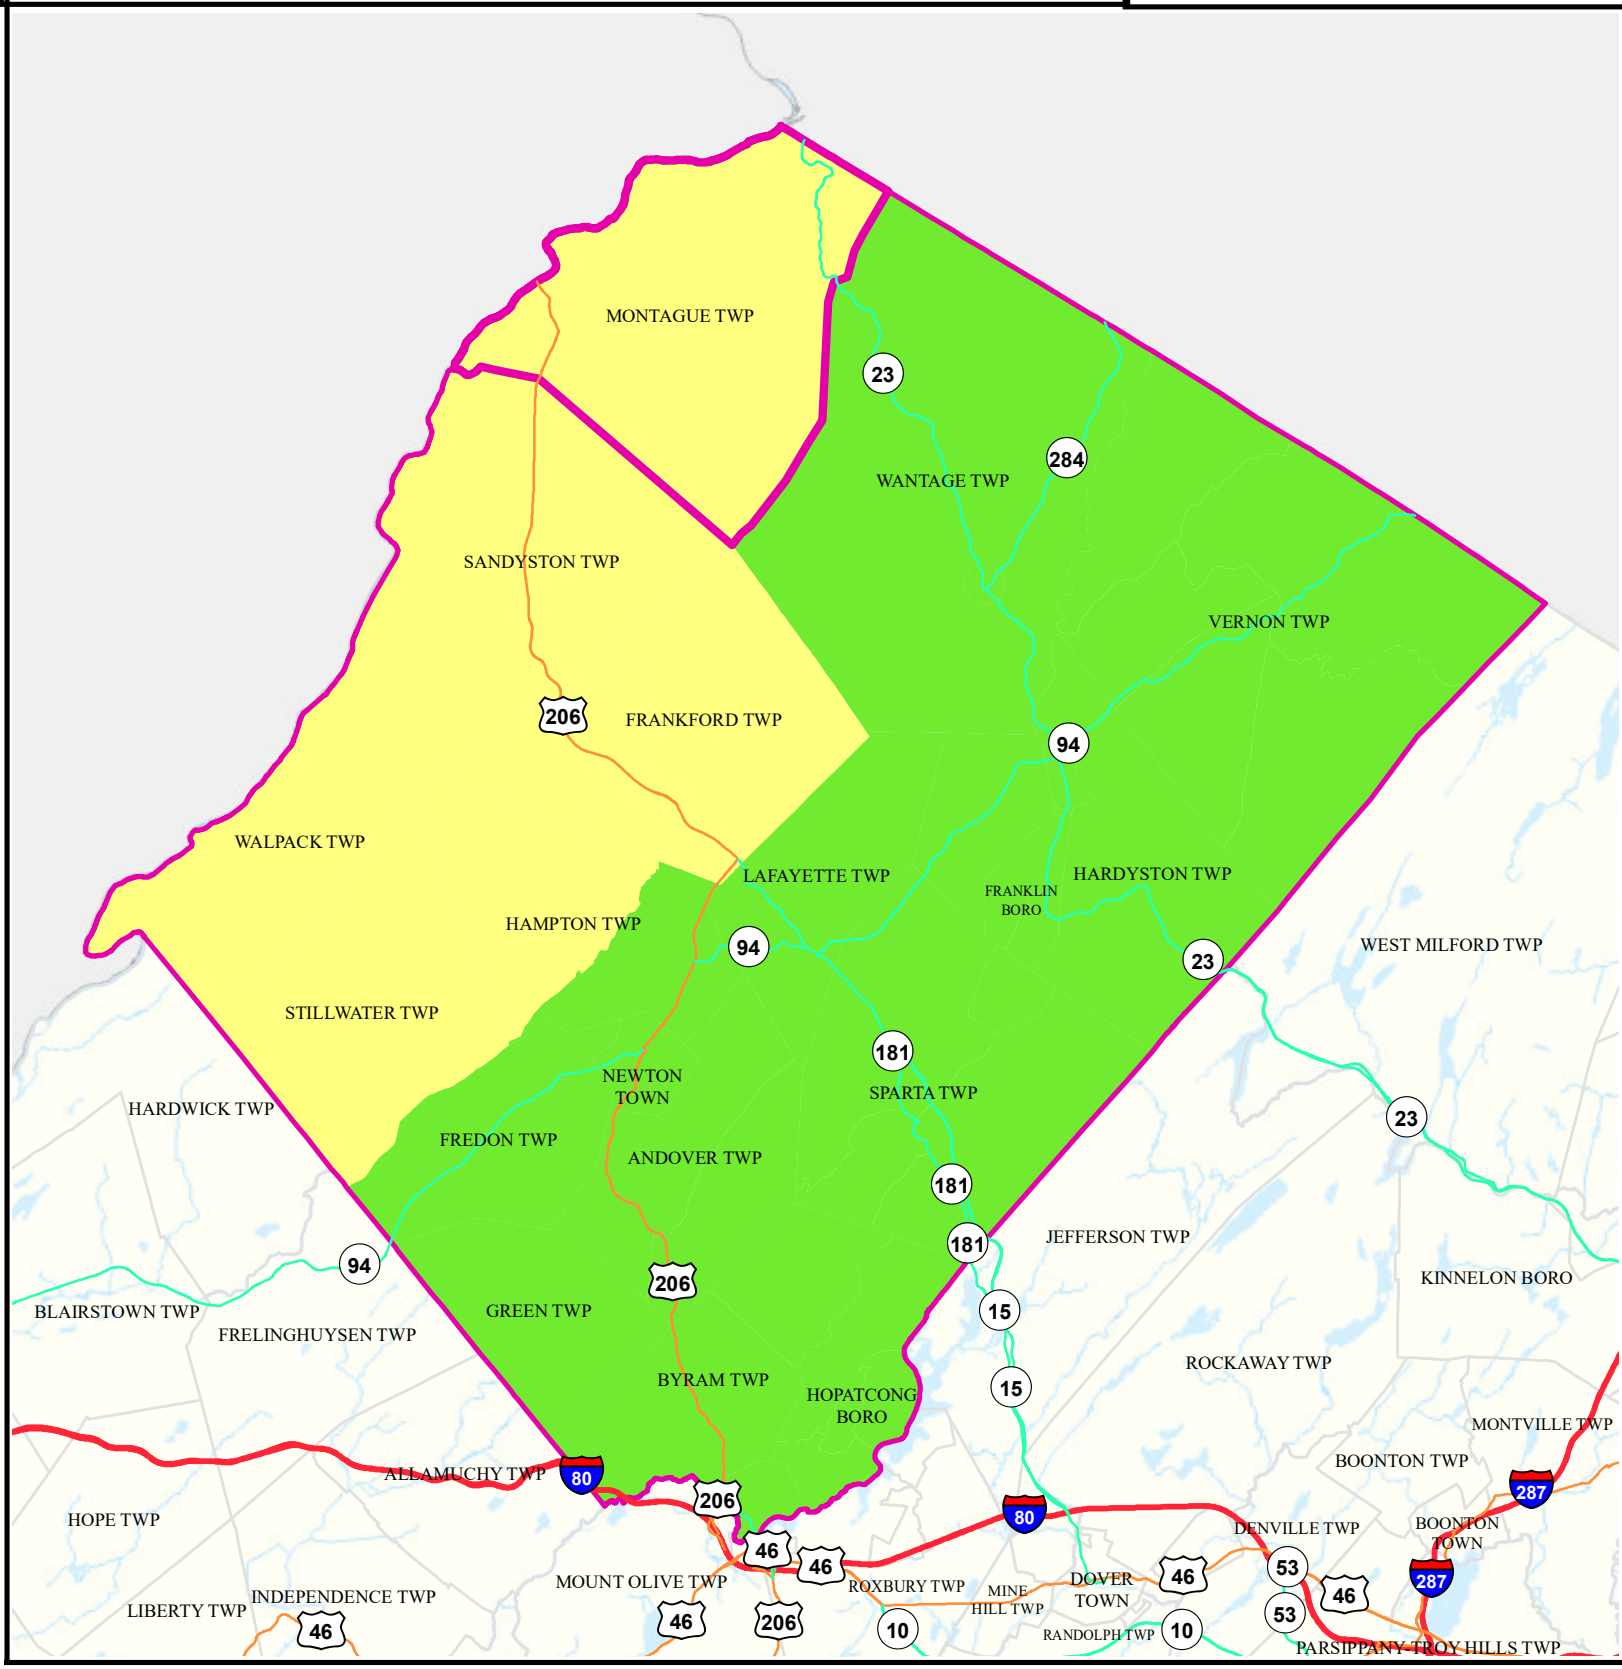 MONTAGUE TWP
23
284
WANTAGE TWP
SANDYSTON TWP
VERNON TWP
206
FRANKFORD TWP
94
WALPACK TWP
LAFAYETTE TWP
HARDYSTON TWP
FRANKLIN
BORO
HAMPTON TWP
94
WEST MILFORD TWP
23
STILLWATER TWP
181
NEWTON
TOWN
SPARTA TWP
HARDWICK TWP
23
FREDON TWP
ANDOVER TWP
181
181
JEFFERSON TWP
94
206
KINNELON BORO
BLAIRSTOWN TWP
GREEN TWP
15
FRELINGHUYSEN TWP
ROCKAWAY TWP
BYRAM TWP
15
HOPATCONG
BORO
MONTVILLE TWP
BOONTON TWP
ALLAMUCHY TWP
80
287
206
80
HOPE TWP
DENVILLE TWP
BOONTON
TOWN
46
46
53
46
287
MOUNT OLIVE TWP
ROXBURY TWP
MINE
HILL TWP
DOVER
TOWN
46
INDEPENDENCE TWP
LIBERTY TWP
46
46
206
10
53
RANDOLPH TWP
10
PARSIPPANY-TROY HILLS TWP